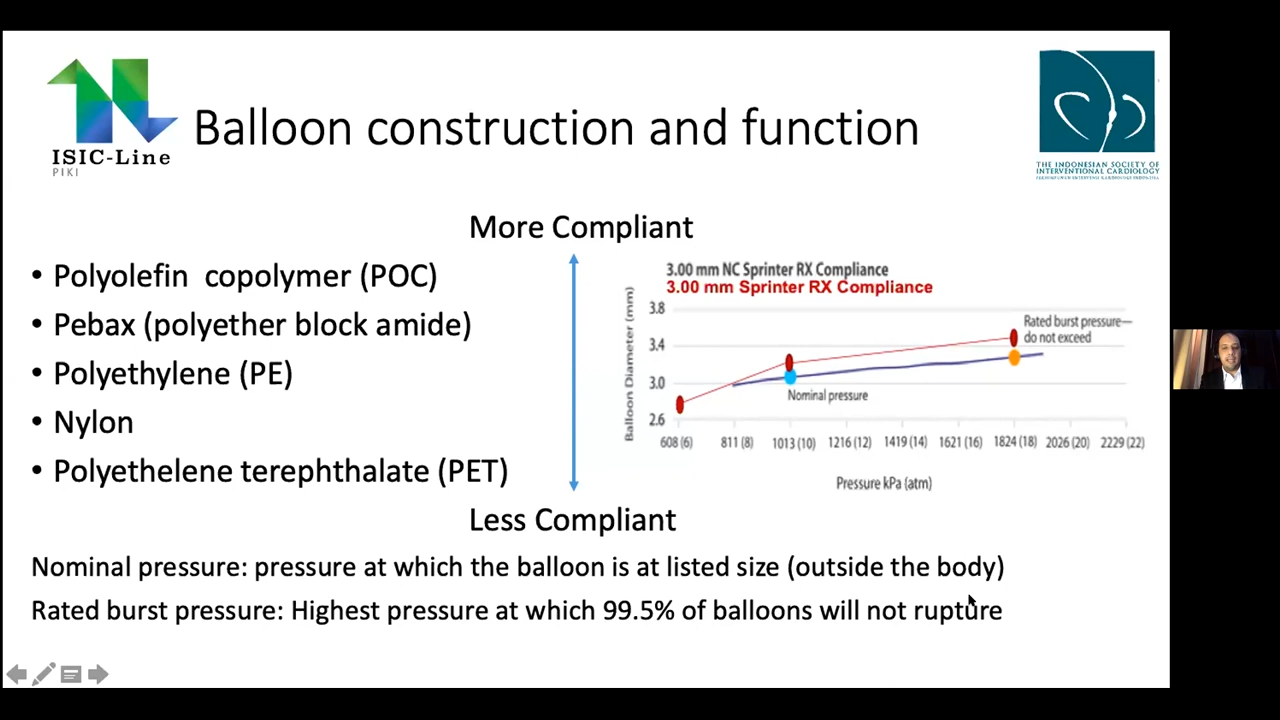 ISIC-Line
PIKI
Balloon construction and function
THE INDONESIAN SOCIETY OF
INTERVENTIONAL CARDIOLOGY
More Compliant
• Polyolefin copolymer (POC)
• Pebax (polyether block amide)
• Polyethylene (PE)
• Nylon
• Polyethelene terephthalate (PET)
Less Compliant
3.00 mm NC Sprinter RX Compliance
3.00 mm Sprinter RX Compliance
Balloon Diameter (mm)
3.8
3.4
3.0
2.6
Rated burst pressure—
do not exceed
Nominal pressure
608 (6) 811 (8) 1013 (10) 1216 (12) 1419 (14) 1621 (16) 1824 (18) 2026 (20) 2229 (22)
Pressure kPa (atm)
Nominal pressure: pressure at which the balloon is at listed size (outside the body)
Rated burst pressure: Highest pressure at which 99.5% of balloons will not rupture